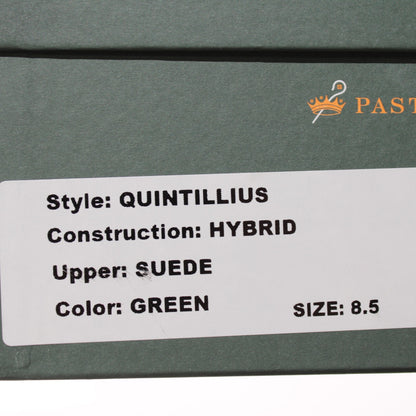 PAST
Style: QUINTILLIUS
Construction: HYBRID
Upper: SUEDE
Color: GREEN SIZE: 8.5